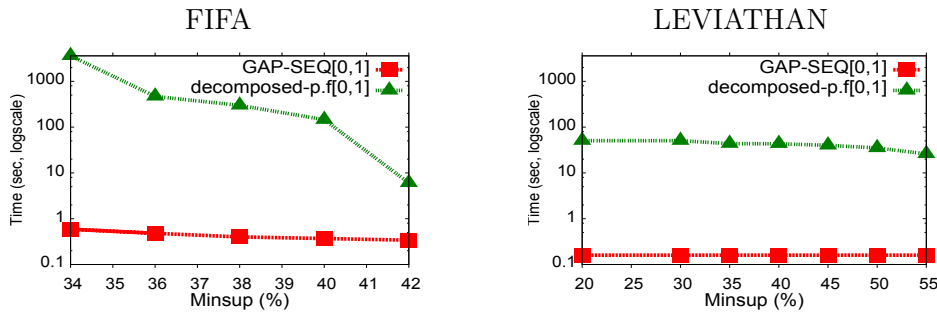 FIFA
GAP-SEQ[0,1]
decomposed-p.f[0,1]
Time (sec, logscale)
1000
100
10
1
0.1
34 35 36 37 38 39 40 41 42
Minsup (%)
LEVIATHAN
GAP-SEQ[0,1]
decomposed-p.f[0,1]
Time (sec, logscale)
1000
100
10
1
0.1
20 25 30 35 40 45 50 55
Minsup (%)